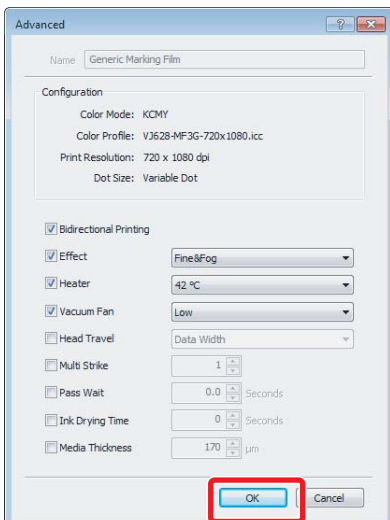 Advanced
Name Generic Marking Film
Configuration
Color Mode: KCMY
Color Profile: VJ628-MF3G-720x1080.icc
Print Resolution: 720 x 1080 dpi
Dot Size: Variable Dot
Bidirectional Printing
Effect Fine&Fog
Heater 42 ºC
Vacuum Fan Low
Head Travel Data Width
Multi Strike 1
Pass Wait 0.0 Seconds
Ink Drying Time 0 Seconds
Media Thickness 170 µm
OK Cancel